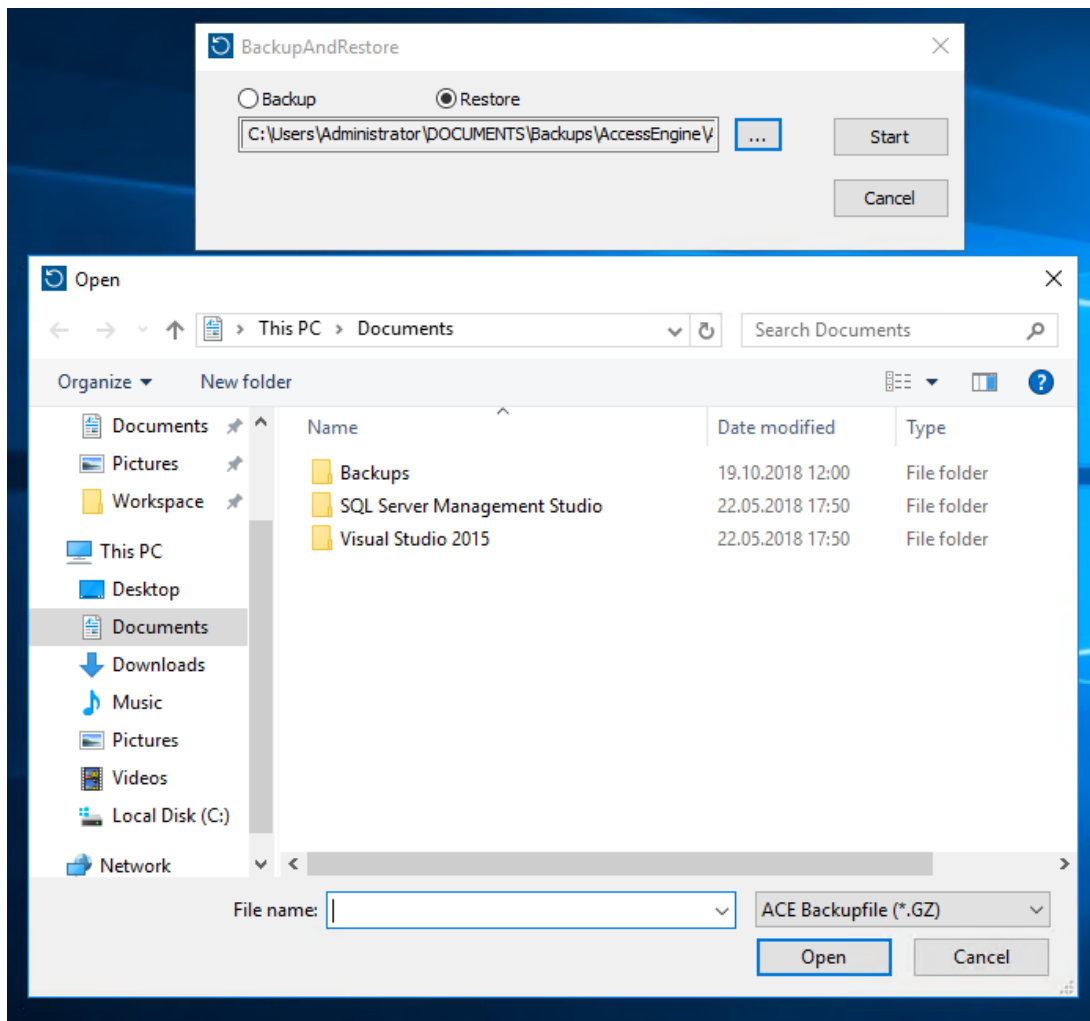 BackupAndRestore
Backup Restore
C:\Users\Administrator\DOCUMENTS\Backups\AccessEngine\ ... Start
Cancel
Open
This PC > Documents Search Documents
Organize New folder
Documents Name Date modified Type
Pictures Backups 19.10.2018 12:00 File folder
Workspace SQL Server Management Studio 22.05.2018 17:50 File folder
This PC Visual Studio 2015 22.05.2018 17:50 File folder
Desktop
Documents
Downloads
Music
Pictures
Videos
Local Disk (C:)
Network
File name: ACE Backupfile (*.GZ)
Open Cancel